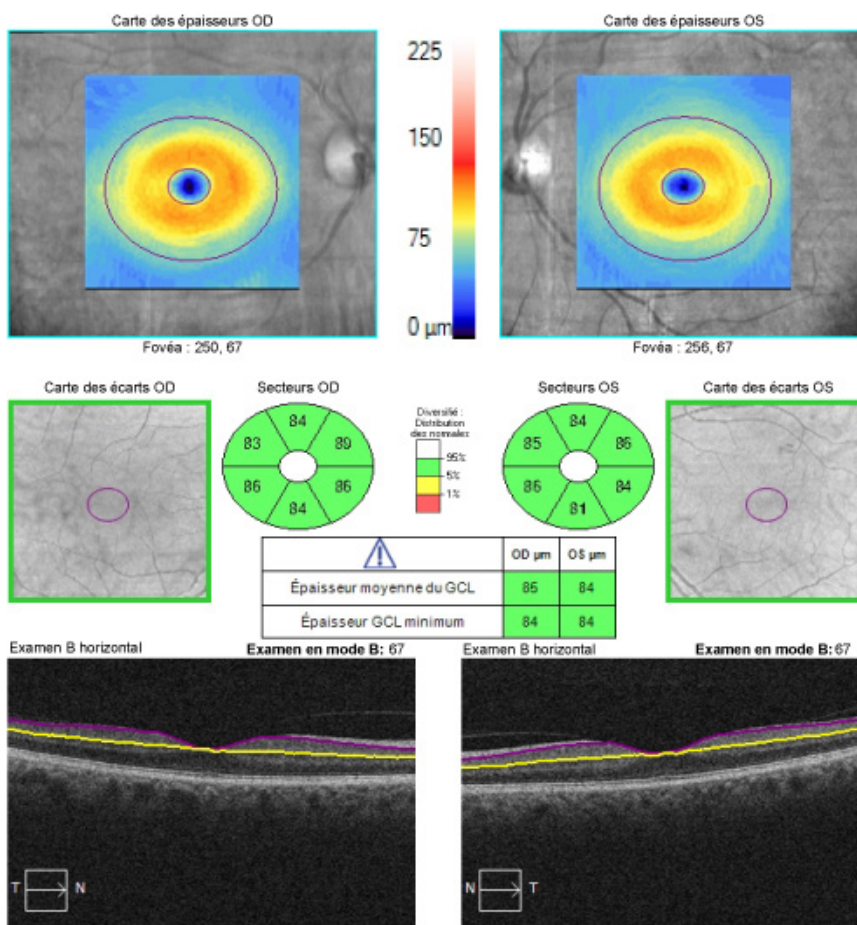 Carte des épaisseurs OD
Carte des épaisseurs OS
225
150
75
0 µm
Fovéa : 250, 67
Fovéa : 256, 67
Carte des écarts OD
Secteurs OD
Secteurs OS
Carte des écarts OS
Diversifié :
Distribution
des normales
95%
5%
1%
84
83
89
86
86
84
84
85
86
86
84
81
OD µm
OS µm
Épaisseur moyenne du GCL
85
84
Épaisseur GCL minimum
84
84
Examen B horizontal
Examen en mode B: 67
Examen B horizontal
Examen en mode B: 67
T
N
N
T